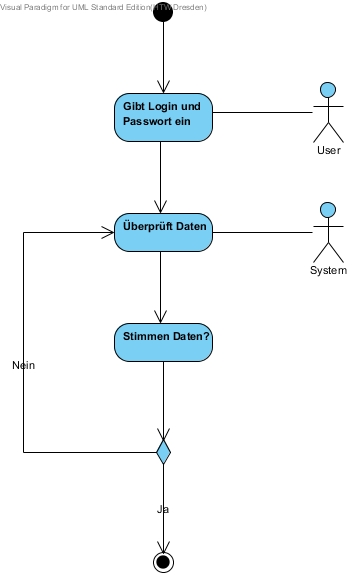 Visual Paradigm for UML Standard Edition(HTW Dresden)
Gibt Login und
Passwort ein
User
Überprüft Daten
System
Stimmen Daten?
Nein
Ja